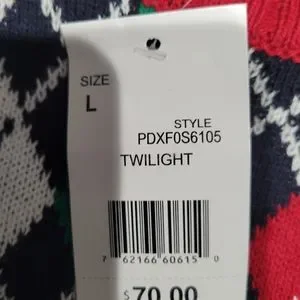 SIZE
L
STYLE
PDXF0S6105
TWILIGHT
7 62166 60615 0
$70.00